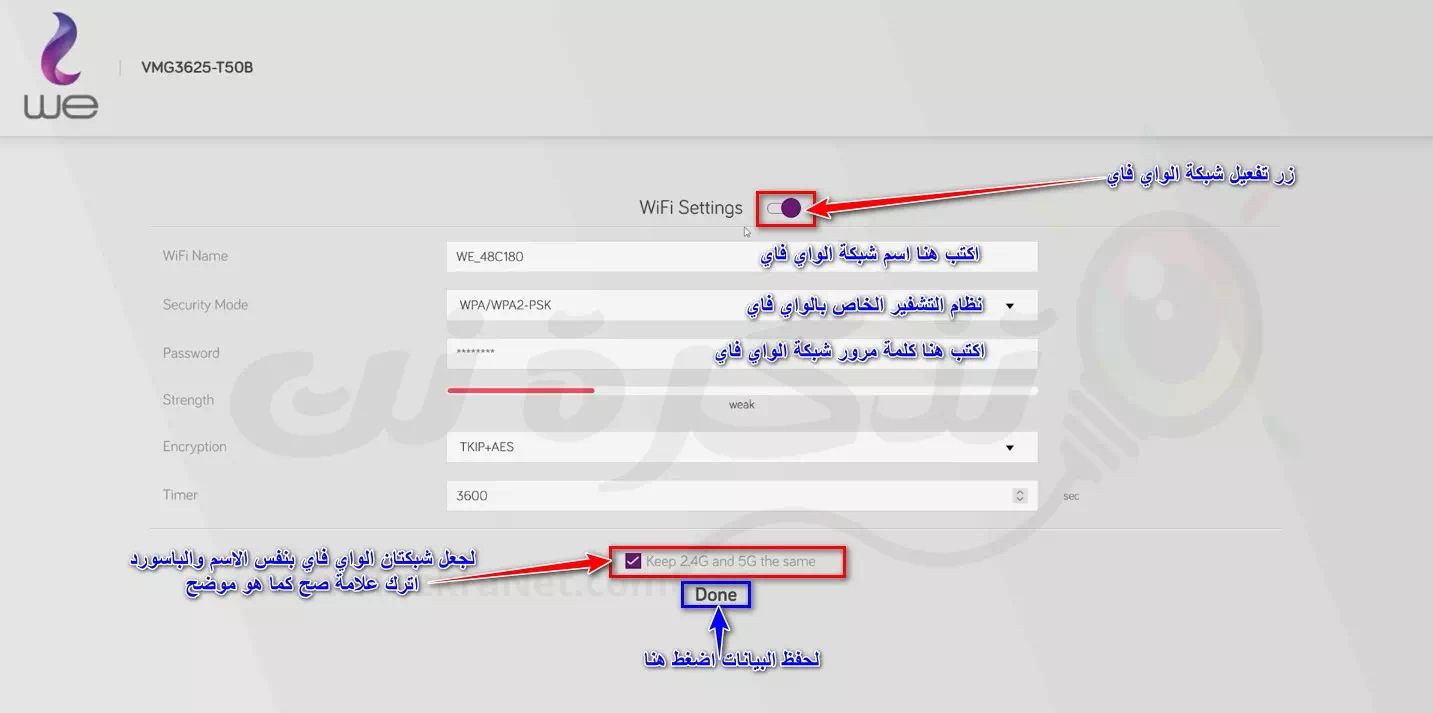 we
VMG3625-T50B
زر تفعيل شبكة الواي فاي
WiFi Settings
WiFi Name
WE_48C180
اكتب هنا اسم شبكة الواي فاي
Security Mode
WPA/WPA2-PSK
نظام التشفير الخاص بالواي فاي
Password
********
اكتب هنا كلمة مرور شبكة الواي فاي
Strength
weak
تذكرة نت
Encryption
TKIP+AES
Timer
3600
sec
لجعل شبكتان الواي فاي بنفس الاسم والباسورد
اترك علامة صح كما هو موضح
Keep 2.4G and 5G the same
Done
لحفظ البيانات اضغط هنا